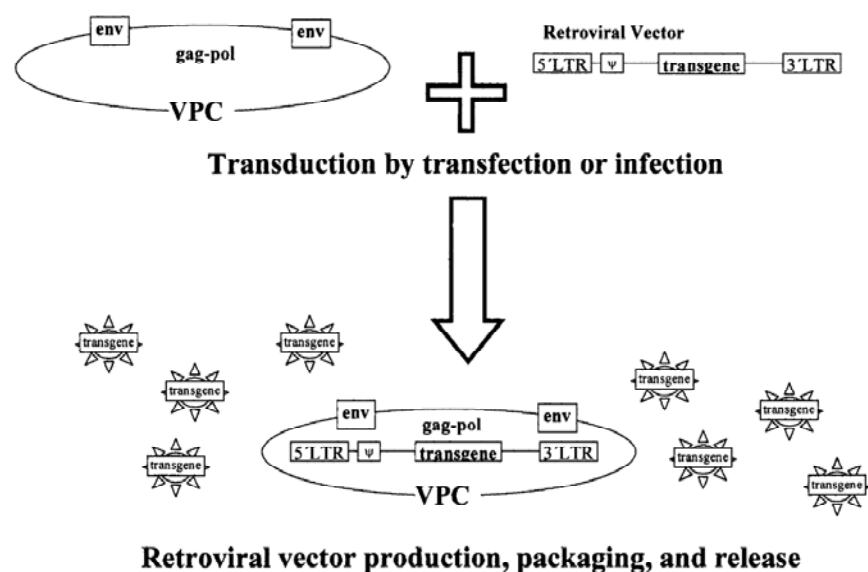 env env
gag-pol
VPC
Retroviral Vector
5´LTR ψ transgene 3´LTR
Transduction by transfection or infection
transgene
transgene
transgene
transgene
transgene
transgene
transgene
transgene
env env
gag-pol
5´LTR ψ transgene 3´LTR
VPC
Retroviral vector production, packaging, and release